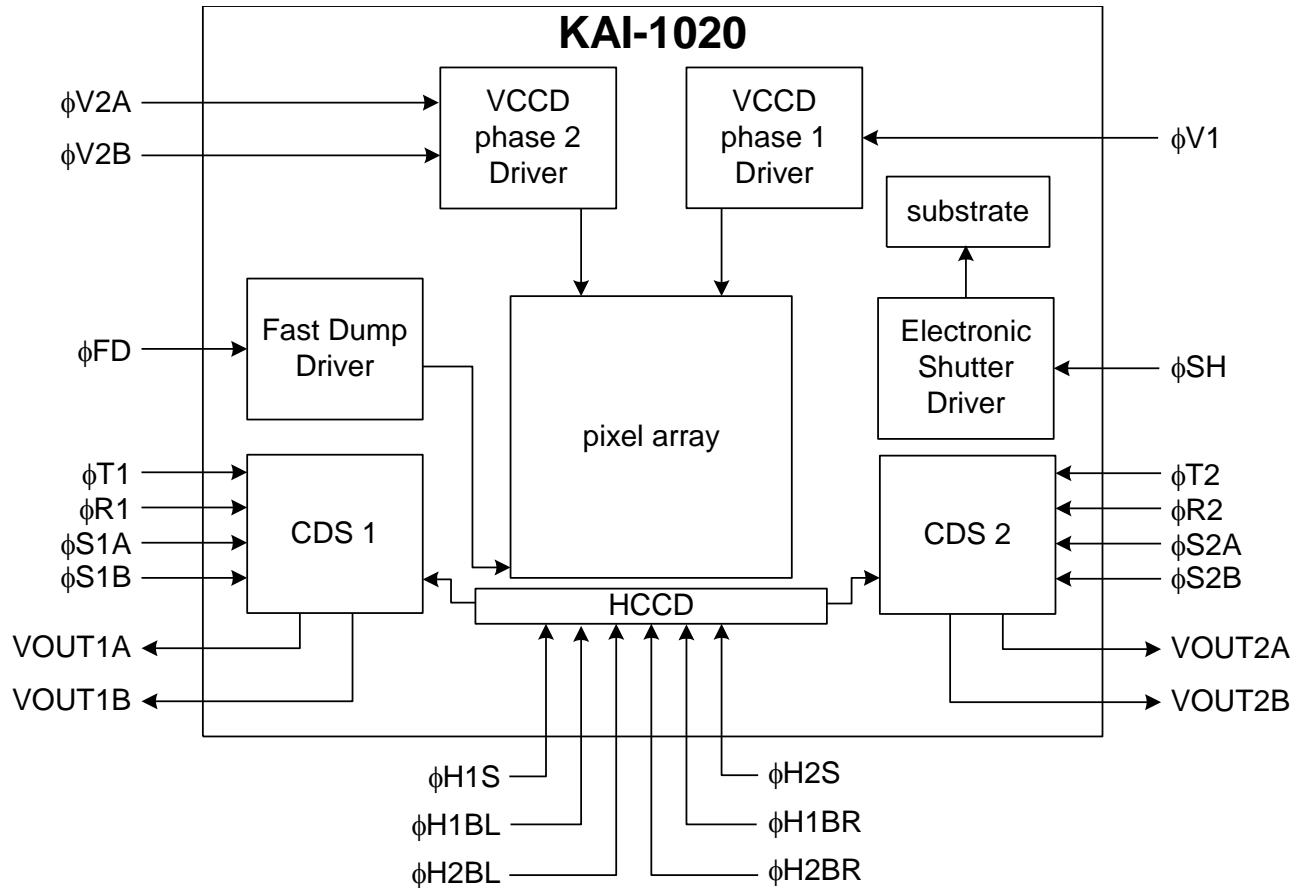 KAI-1020
ϕV2A
ϕV2B
VCCD
phase 2
Driver
VCCD
phase 1
Driver
ϕV1
substrate
ϕFD
Fast Dump
Driver
Electronic
Shutter
Driver
ϕSH
pixel array
ϕT1
ϕR1
ϕS1A
ϕS1B
CDS 1
CDS 2
ϕT2
ϕR2
ϕS2A
ϕS2B
HCCD
VOUT1A
VOUT1B
VOUT2A
VOUT2B
ϕH1S
ϕH1BL
ϕH2BL
ϕH2S
ϕH1BR
ϕH2BR